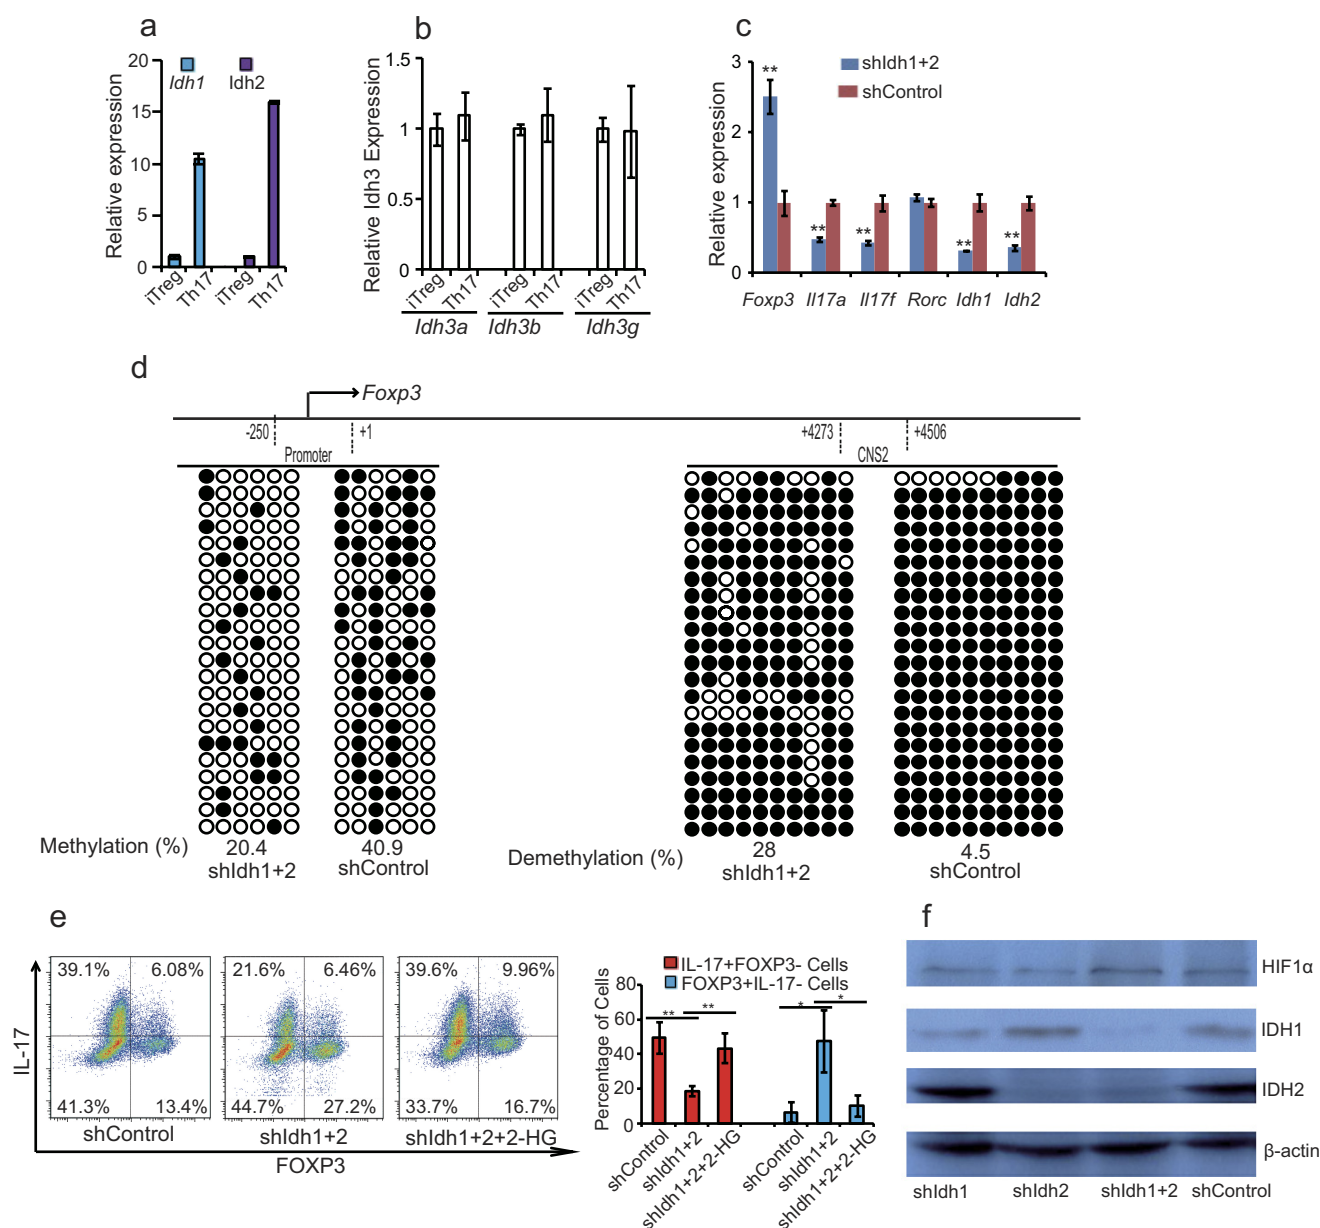 a
20
15
10
5
0
Relative expression
Idh1
Idh2
iTreg
Th17
iTreg
Th17
b
1.5
1
0.5
0
Relative Idh3 Expression
iTreg
Th17
iTreg
Th17
iTreg
Th17
Idh3a
Idh3b
Idh3g
c
3
2
1
0
Relative expression
shIdh1+2
shControl
**
**
**
**
**
Foxp3
Il17a
Il17f
Rorc
Idh1
Idh2
d
Foxp3
-250
+1
+4273
+4506
Promoter
CNS2
Methylation (%)
20.4
40.9
shIdh1+2
shControl
Demethylation (%)
28
4.5
shIdh1+2
shControl
e
39.1%
6.08%
41.3%
13.4%
21.6%
6.46%
44.7%
27.2%
39.6%
9.96%
33.7%
16.7%
IL-17
shControl
shIdh1+2
shIdh1+2+2-HG
FOXP3
IL-17+FOXP3- Cells
FOXP3+IL-17- Cells
Percentage of Cells
80
60
40
20
0
**
**
*
*
shControl
shIdh1+2
shIdh1+2+2-HG
shControl
shIdh1+2
shIdh1+2+2-HG
f
HIF1α
IDH1
IDH2
β-actin
shIdh1
shIdh2
shIdh1+2
shControl